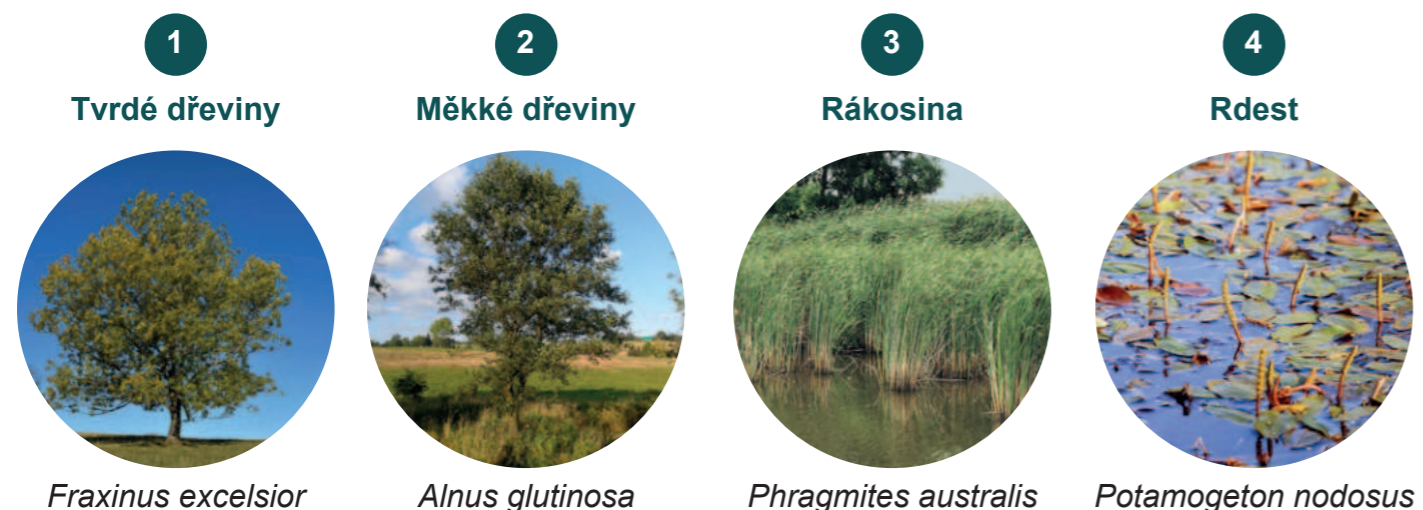 1
Tvrdé dřeviny
Fraxinus excelsior
2
Měkké dřeviny
Alnus glutinosa
3
Rákosina
Phragmites australis
4
Rdest
Potamogeton nodosus